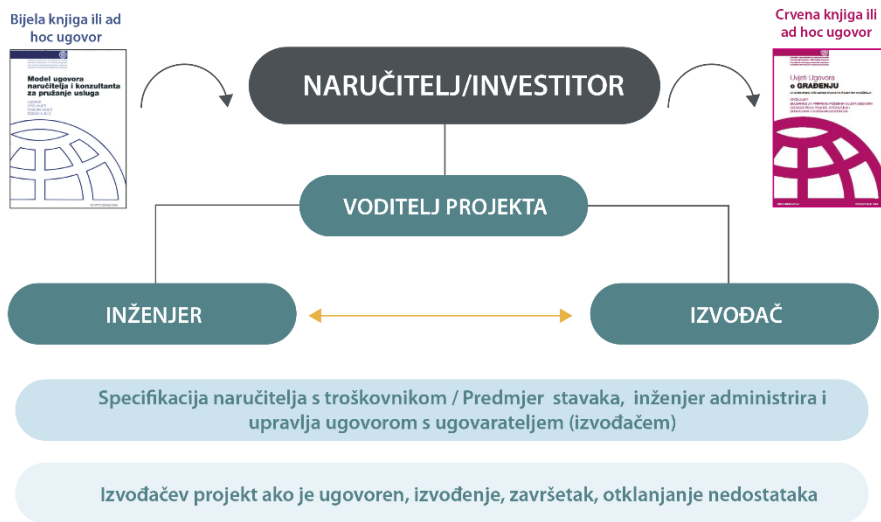 Bijela knjiga ili ad
hoc ugovor
Crvena knjiga ili
ad hoc ugovor
Model ugovora
naručitelja i konzultanta
za pružanje usluga
Uvjeti Ugovora
o GRAĐENJU
NARUČITELJ/INVESTITOR
VODITELJ PROJEKTA
INŽENJER
IZVOĐAČ
Specifikacija naručitelja s troškovnikom / Predmjer stavaka, inženjer administrira i
upravlja ugovorom s ugovarateljem (izvođačem)
Izvođačev projekt ako je ugovoren, izvođenje, završetak, otklanjanje nedostataka